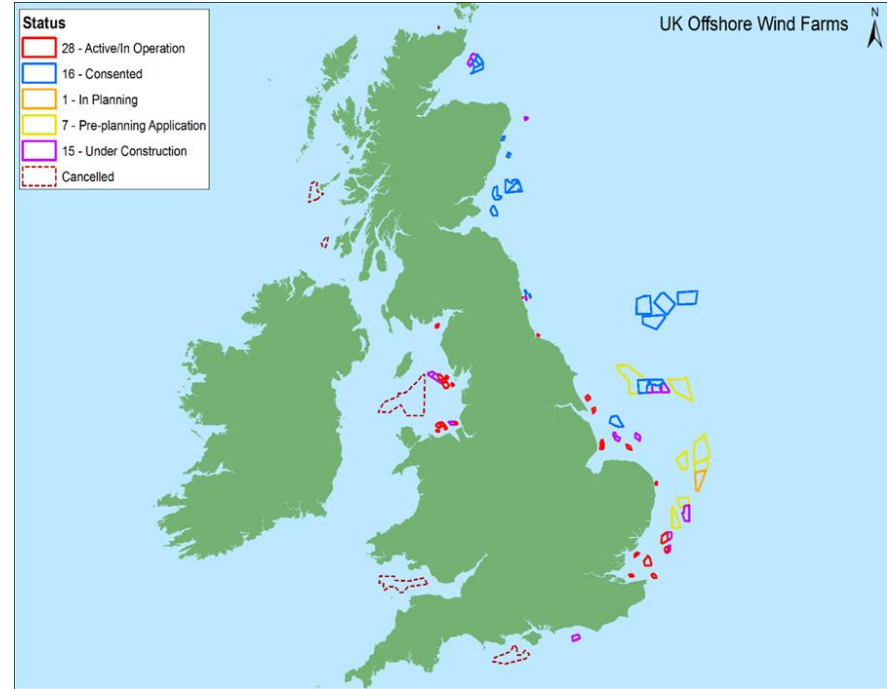 Status
28 - Active/In Operation
16 - Consented
1 - In Planning
7 - Pre-planning Application
15 - Under Construction
Cancelled
UK Offshore Wind Farms
N